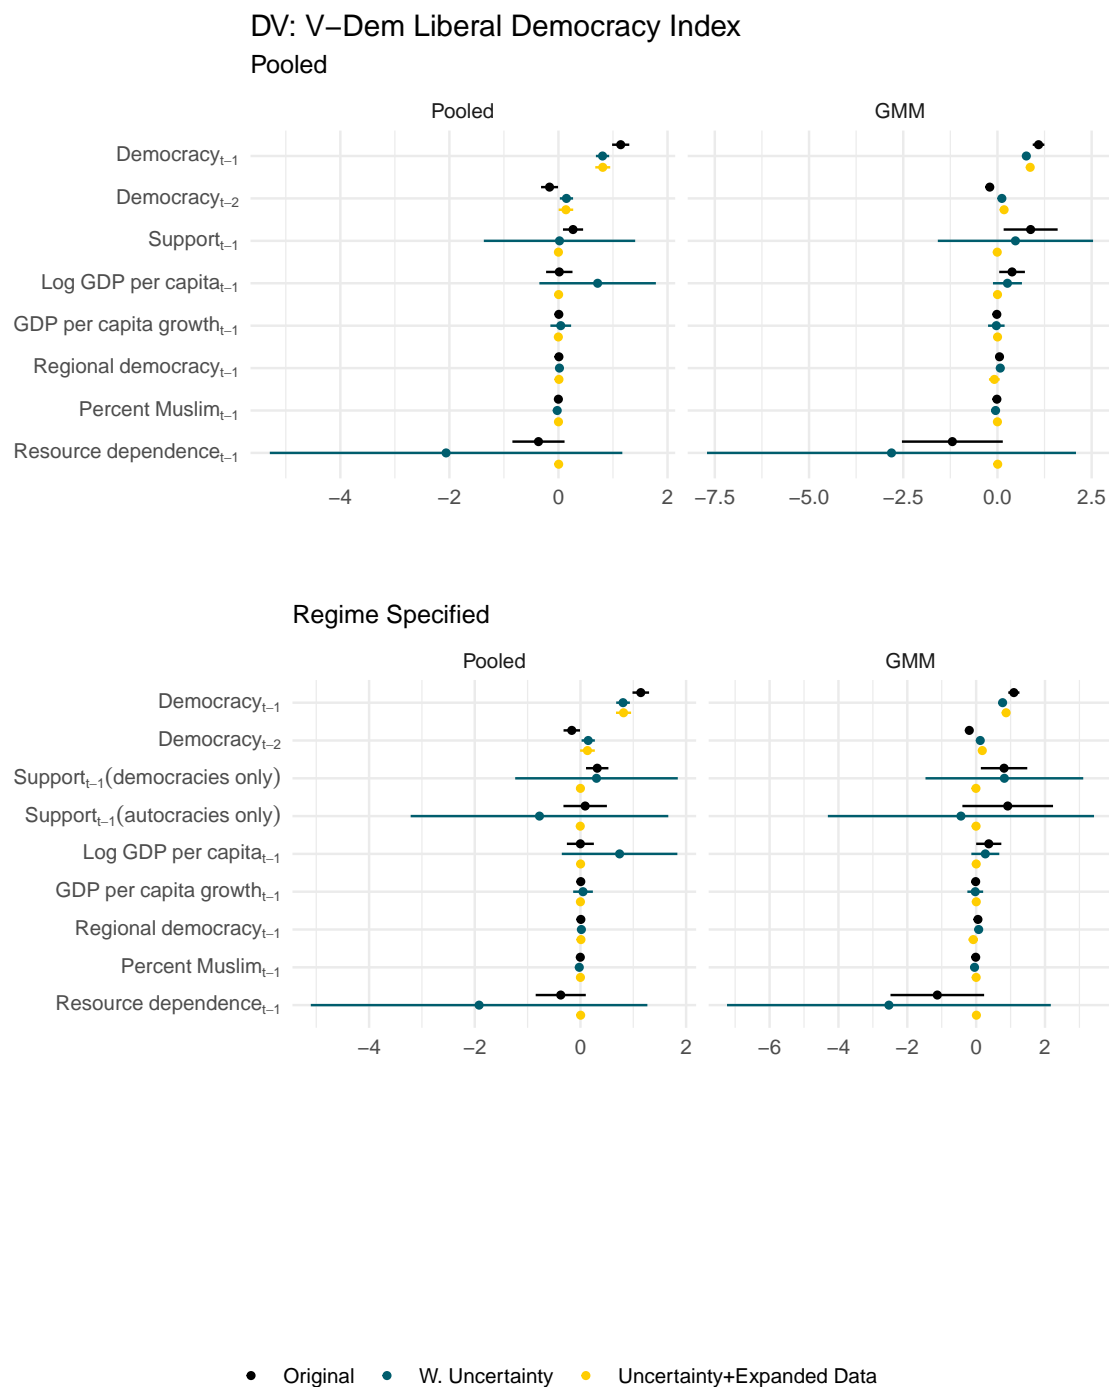 DV: V−Dem Liberal Democracy Index
Pooled
Pooled GMM
Democracyt−1
Democracyt−2
Supportt−1
Log GDP per capitat−1
GDP per capita growtht−1
Regional democracyt−1
Percent Muslimt−1
Resource dependencet−1
−4 −2 0 2 −7.5 −5.0 −2.5 0.0 2.5
Regime Specified
Pooled GMM
Democracyt−1
Democracyt−2
Supportt−1(democracies only)
Supportt−1(autocracies only)
Log GDP per capitat−1
GDP per capita growtht−1
Regional democracyt−1
Percent Muslimt−1
Resource dependencet−1
−4 −2 0 2 −6 −4 −2 0 2
Original W. Uncertainty Uncertainty+Expanded Data